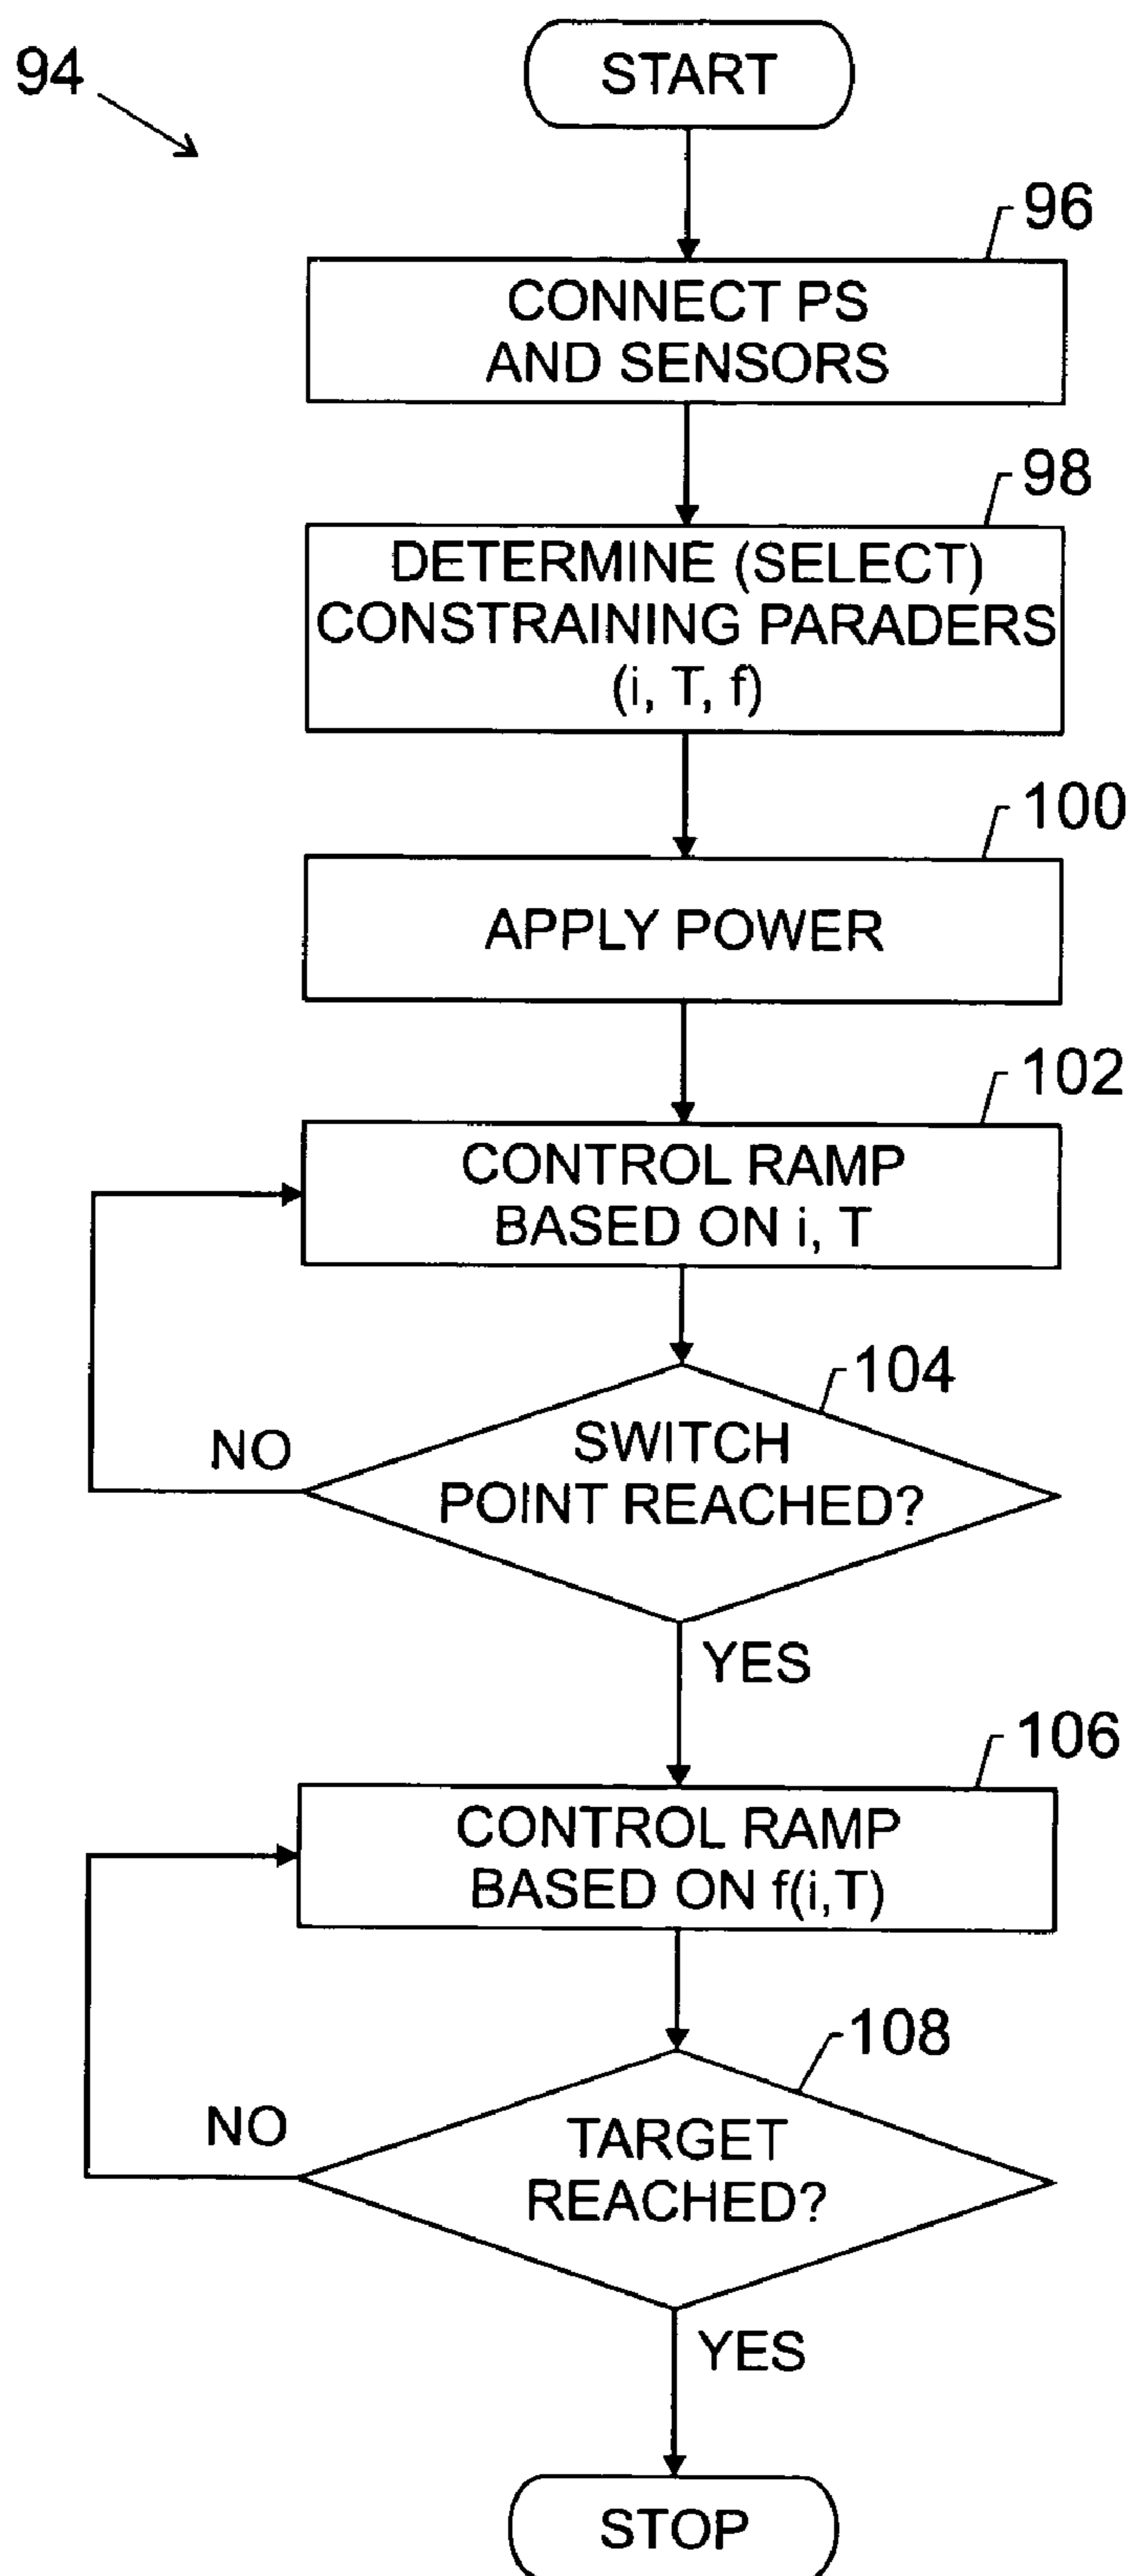 94
START
96
CONNECT PS
AND SENSORS
98
DETERMINE (SELECT)
CONSTRAINING PARADERS
(i, T, f)
100
APPLY POWER
102
CONTROL RAMP
BASED ON i, T
104
SWITCH
POINT REACHED?
NO
YES
106
CONTROL RAMP
BASED ON f(i,T)
108
TARGET
REACHED?
NO
YES
STOP